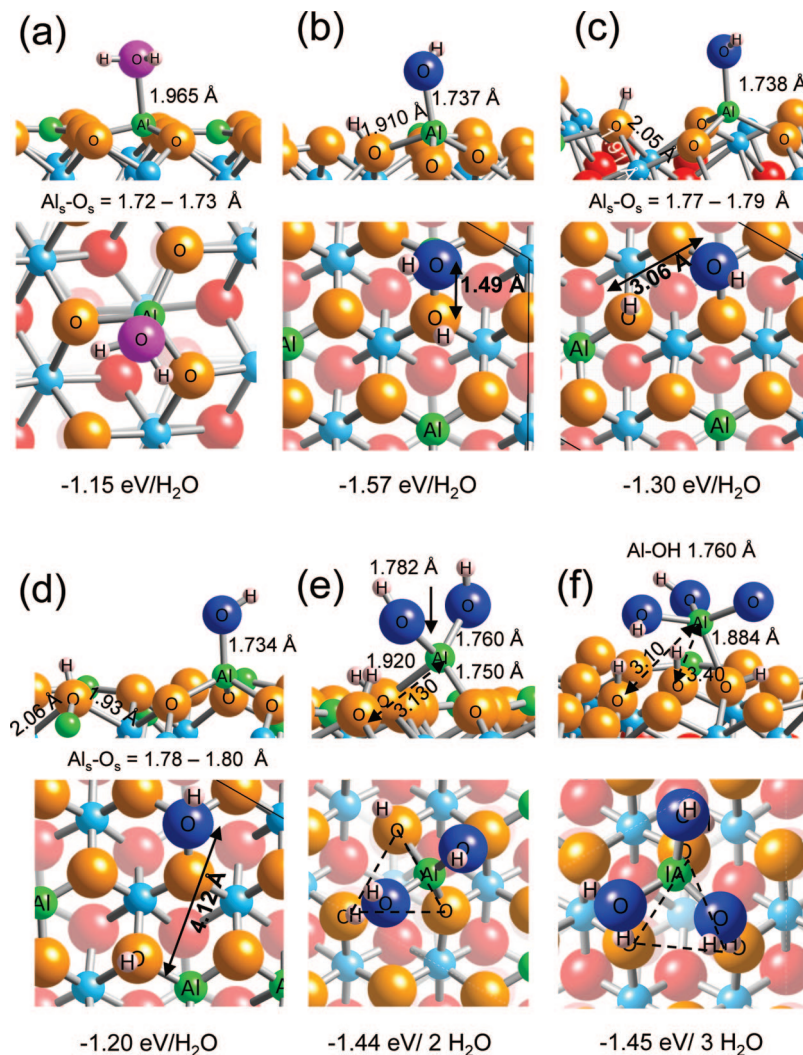 (a)
H O H
1.965 Å
Al
O O
Al_s-O_s = 1.72 – 1.73 Å
O
O Al
O
H
H O
-1.15 eV/H₂O
(b)
H
O
1.737 Å
1.910 Å
H
Al
O O O
O
H
1.49 Å
O
H
Al
Al
-1.57 eV/H₂O
(c)
O H
1.738 Å
H
2.05 Å
Al
O
1.91 Å
O O
Al_s-O_s = 1.77 – 1.79 Å
3.06 Å
O
H
H
O
Al
Al
-1.30 eV/H₂O
(d)
H
O
1.734 Å
H
Al
O
2.06 Å
1.93 Å
O O O
Al_s-O_s = 1.78 – 1.80 Å
H
O
4.12 Å
Al
H O
Al
-1.20 eV/H₂O
(e)
1.782 Å
H H
O O
1.760 Å
Al
1.920
1.750 Å
H H
O
3.130
O O
H
O
O
Al H
H
O
O H
O
-1.44 eV/ 2 H₂O
(f)
Al-OH 1.760 Å
H
O
O O
Al
H
1.884 Å
3.10
H
H
3.40
H
O O O
H
O
Al
H
O O
H H H O
-1.45 eV/ 3 H₂O